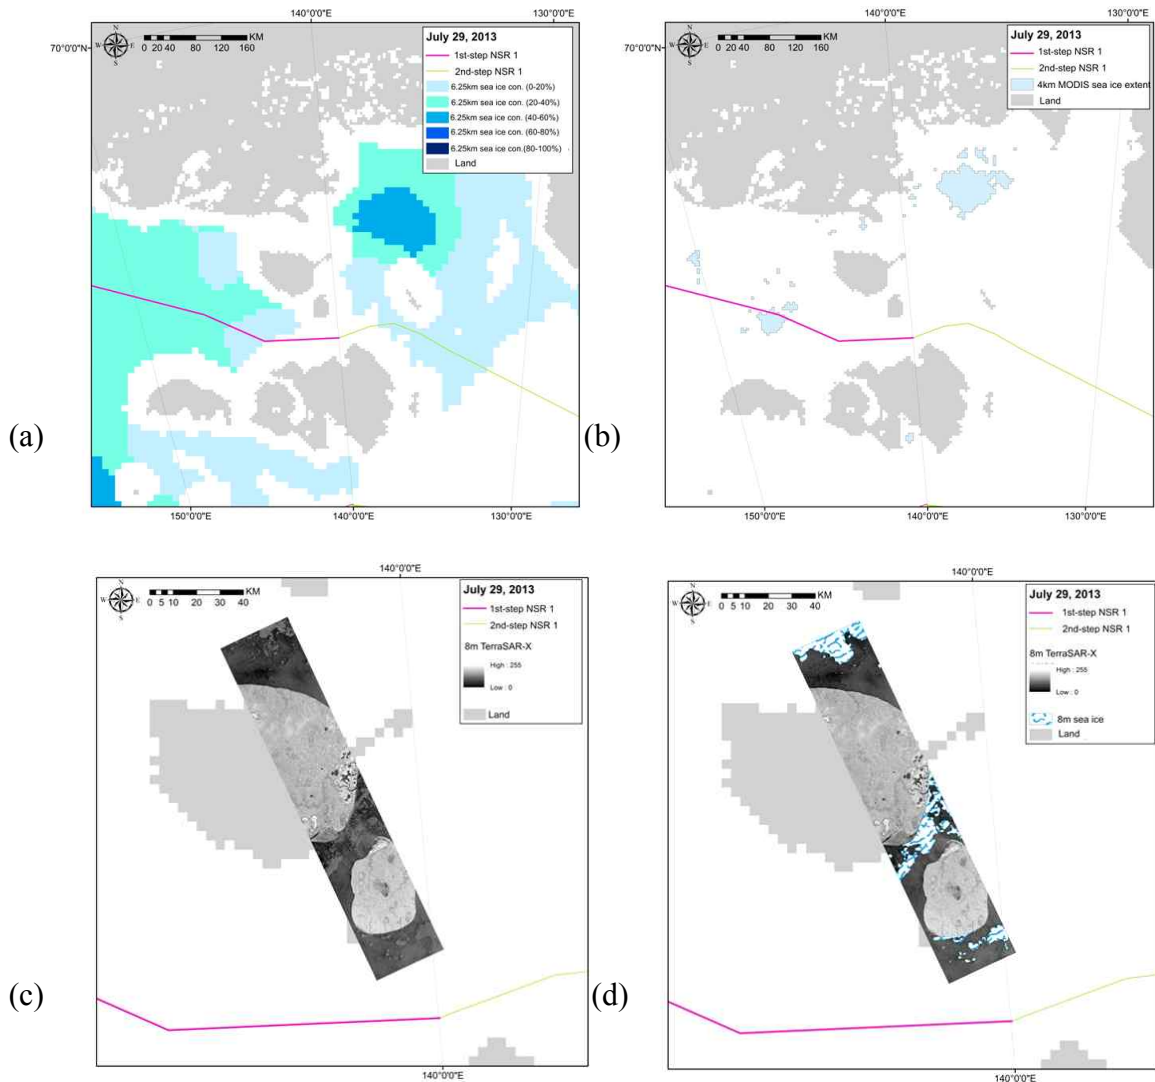 140°0'0"E
130°0'0"E
70°0'0"N
N
W
E
S
0 20 40 80 120 160 KM
July 29, 2013
1st-step NSR 1
2nd-step NSR 1
6.25km sea ice con. (0-20%)
6.25km sea ice con. (20-40%)
6.25km sea ice con. (40-60%)
6.25km sea ice con. (60-80%)
6.25km sea ice con.(80-100%)
Land
(a)
150°0'0"E
140°0'0"E
130°0'0"E
140°0'0"E
130°0'0"E
70°0'0"N
N
W
E
S
0 20 40 80 120 160 KM
July 29, 2013
1st-step NSR 1
2nd-step NSR 1
4km MODIS sea ice extent
Land
(b)
150°0'0"E
140°0'0"E
130°0'0"E
140°0'0"E
N
W
E
S
0 5 10 20 30 40 KM
July 29, 2013
1st-step NSR 1
2nd-step NSR 1
8m TerraSAR-X
High : 255
Low : 0
Land
(c)
140°0'0"E
140°0'0"E
N
W
E
S
0 5 10 20 30 40 KM
July 29, 2013
1st-step NSR 1
2nd-step NSR 1
8m TerraSAR-X
High : 255
Low : 0
8m sea ice
Land
(d)
140°0'0"E